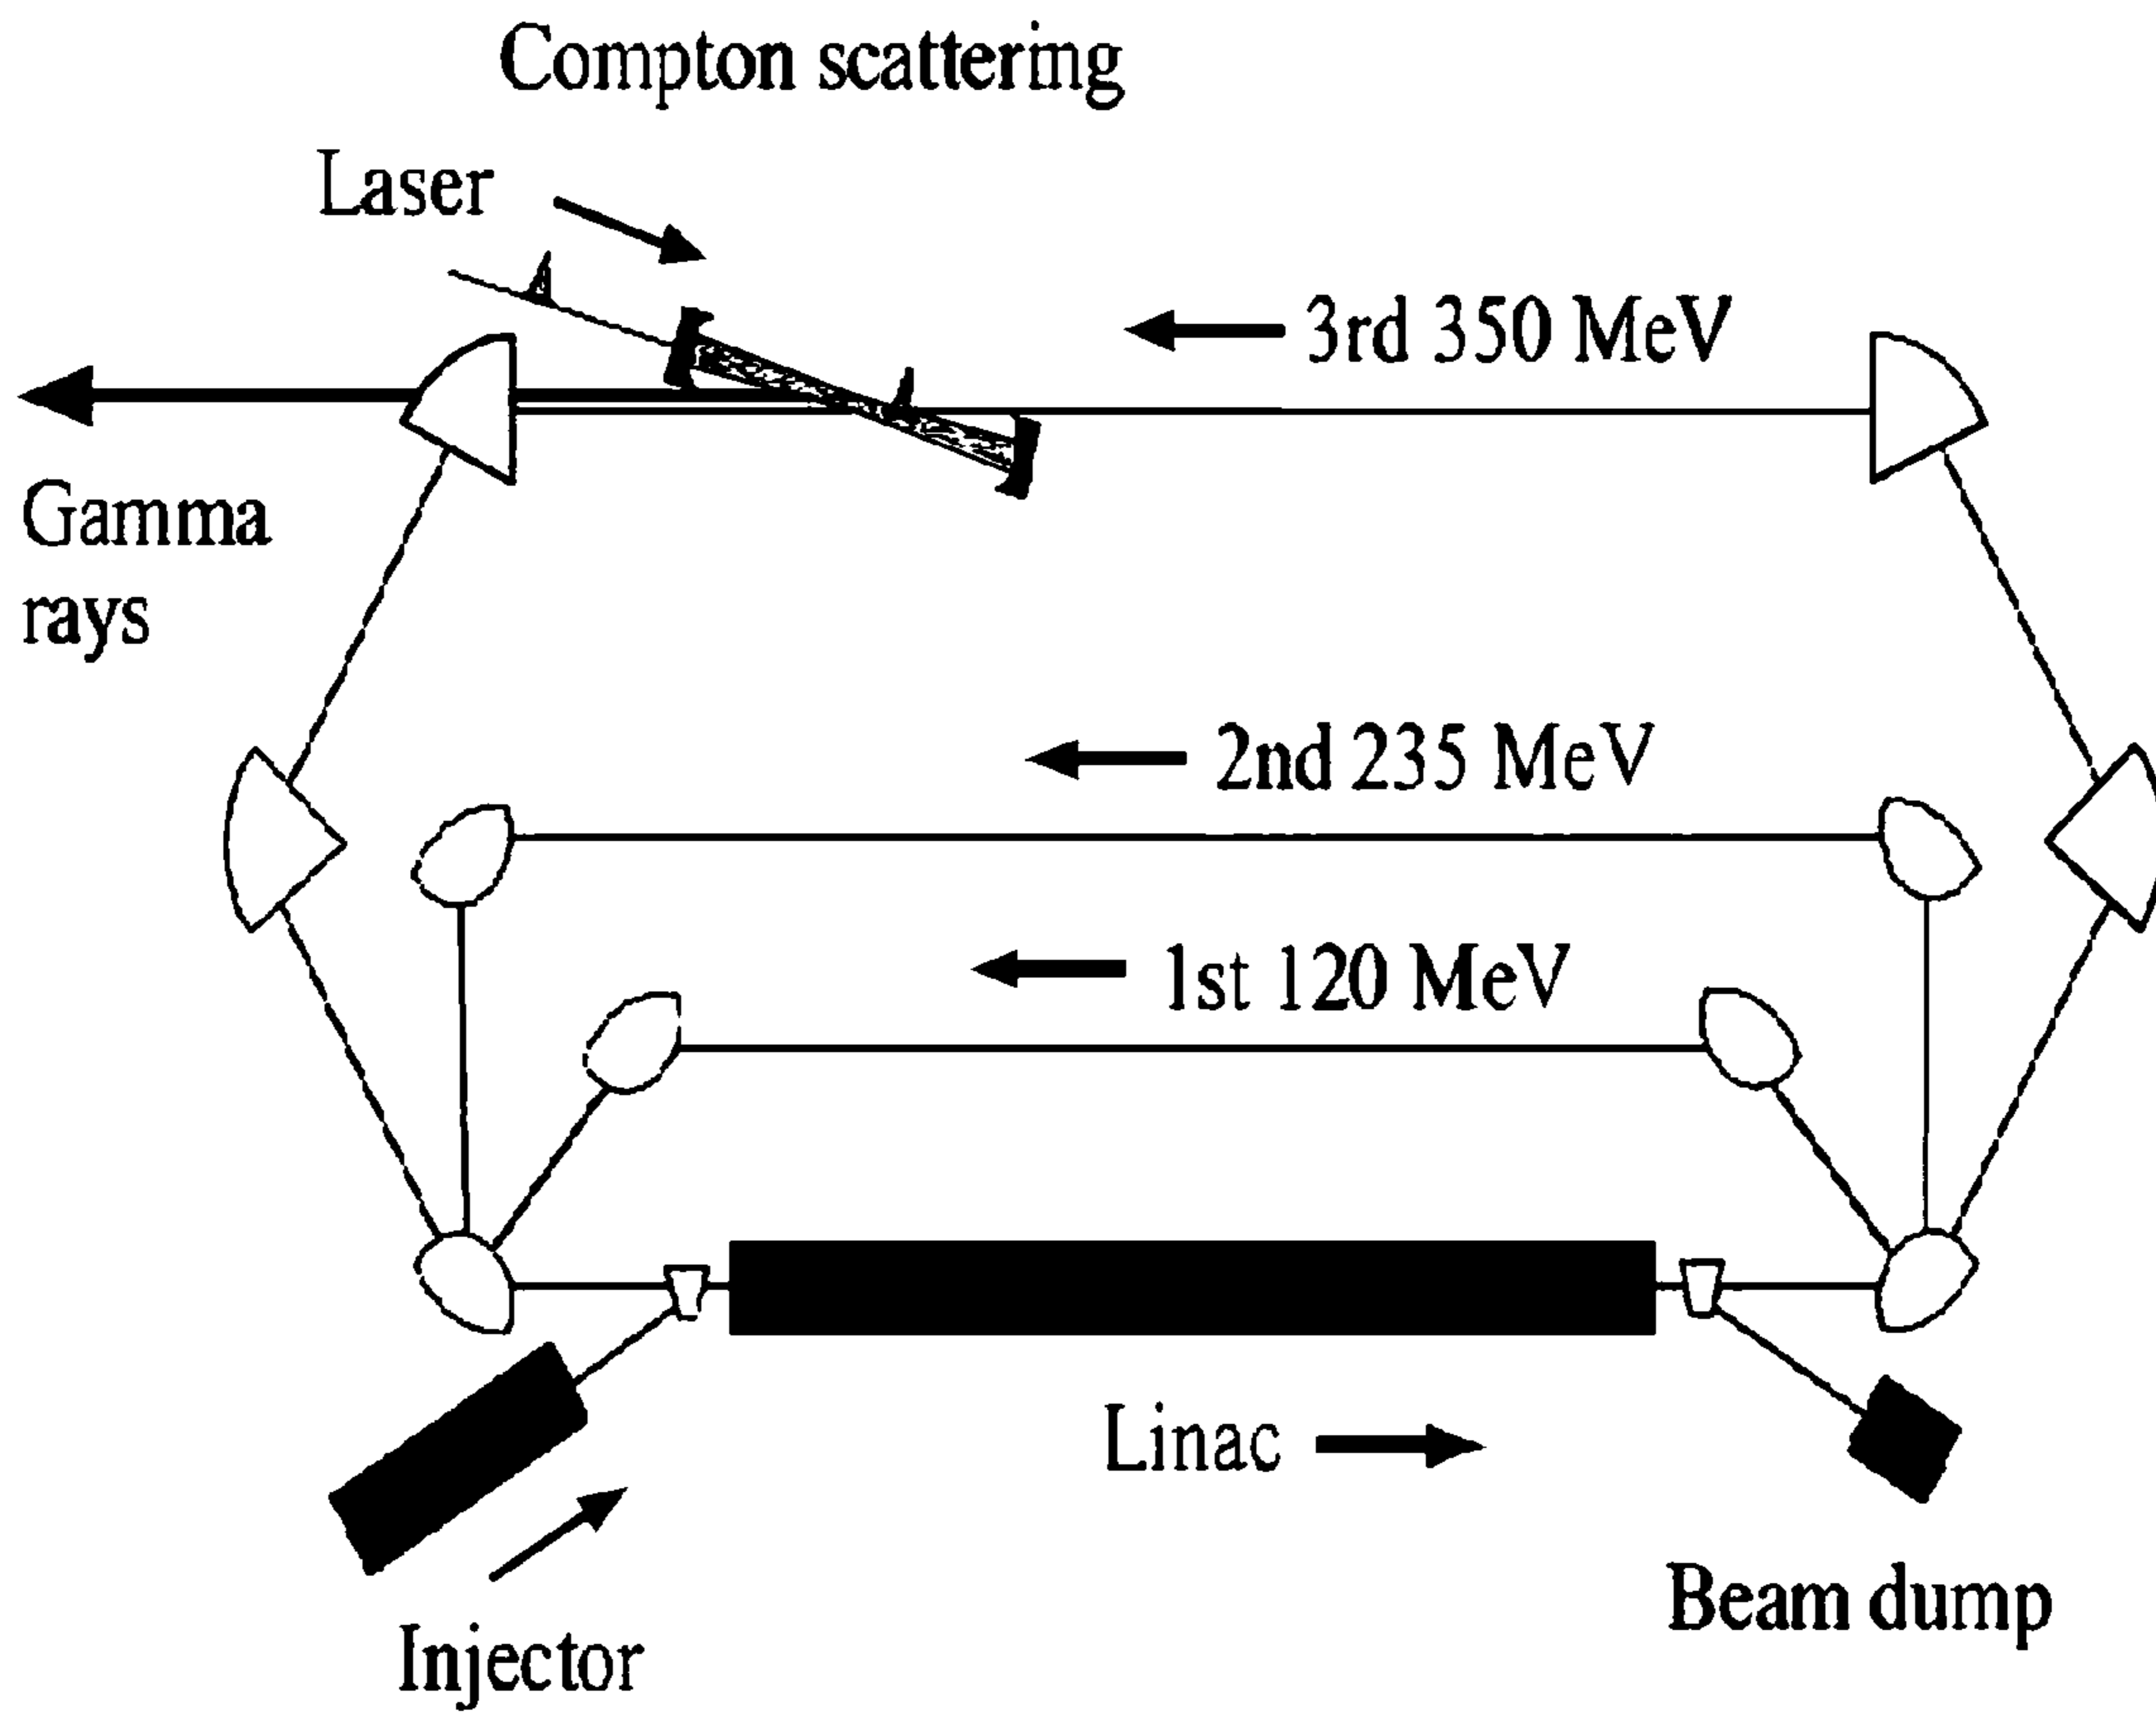 Compton scattering
Laser
3rd 350 MeV
Gamma
rays
2nd 235 MeV
1st 120 MeV
Linac
Injector
Beam dump